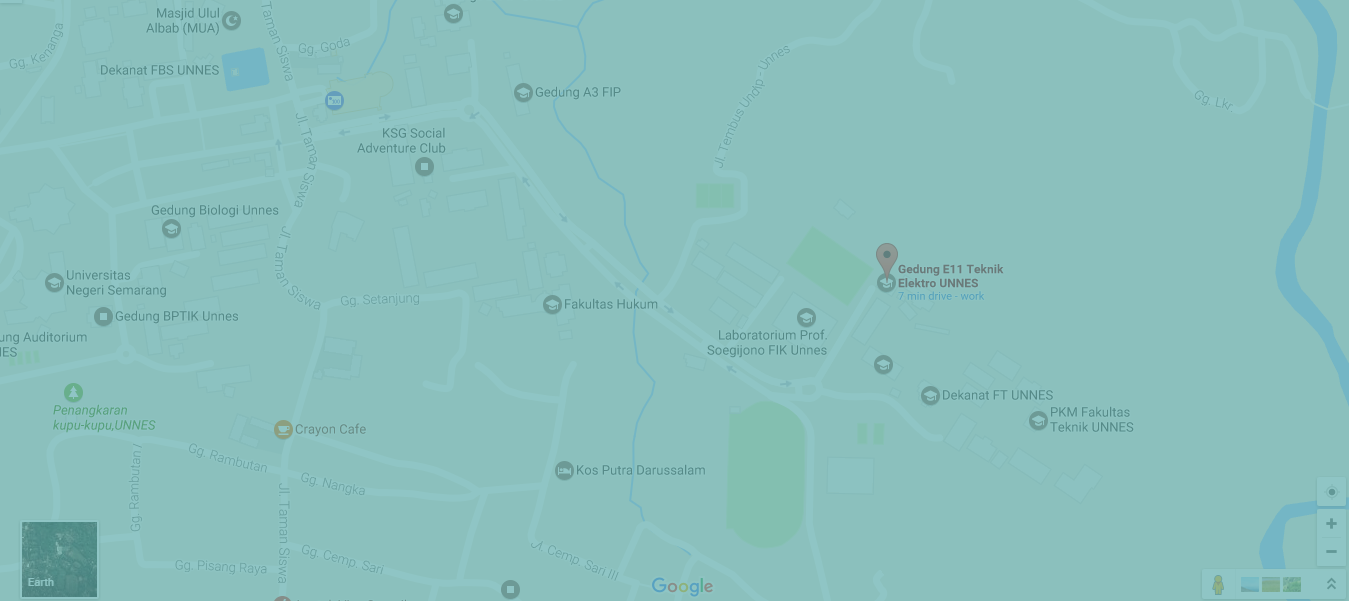 Masjid Ulul
Albab (MUA)
Jl. Taman Siswa
Gg. Goda
Gg. Kenanga
Dekanat FBS UNNES
Gedung A3 FIP
Jl. Tembus Undip - Unnes
Gg. Lkr
KSG Social
Adventure Club
Jl. Taman Siswa
Gedung Biologi Unnes
Jl. Taman Siswa
Universitas
Negeri Semarang
Gedung E11 Teknik
Elektro UNNES
7 min drive - work
Gg. Setanjung
Fakultas Hukum
Gedung BPTIK Unnes
ung Auditorium
NES
Laboratorium Prof.
Soegijono FIK Unnes
Penangkaran
kupu-kupu,UNNES
Dekanat FT UNNES
PKM Fakultas
Teknik UNNES
Crayon Cafe
Gg. Rambutan
Gg. Rambutan I
Gg. Nangka
Kos Putra Darussalam
Jl. Taman Siswa
Gg. Cemp. Sari
Jl. Cemp. Sari III
Gg. Pisang Raya
Earth
Google